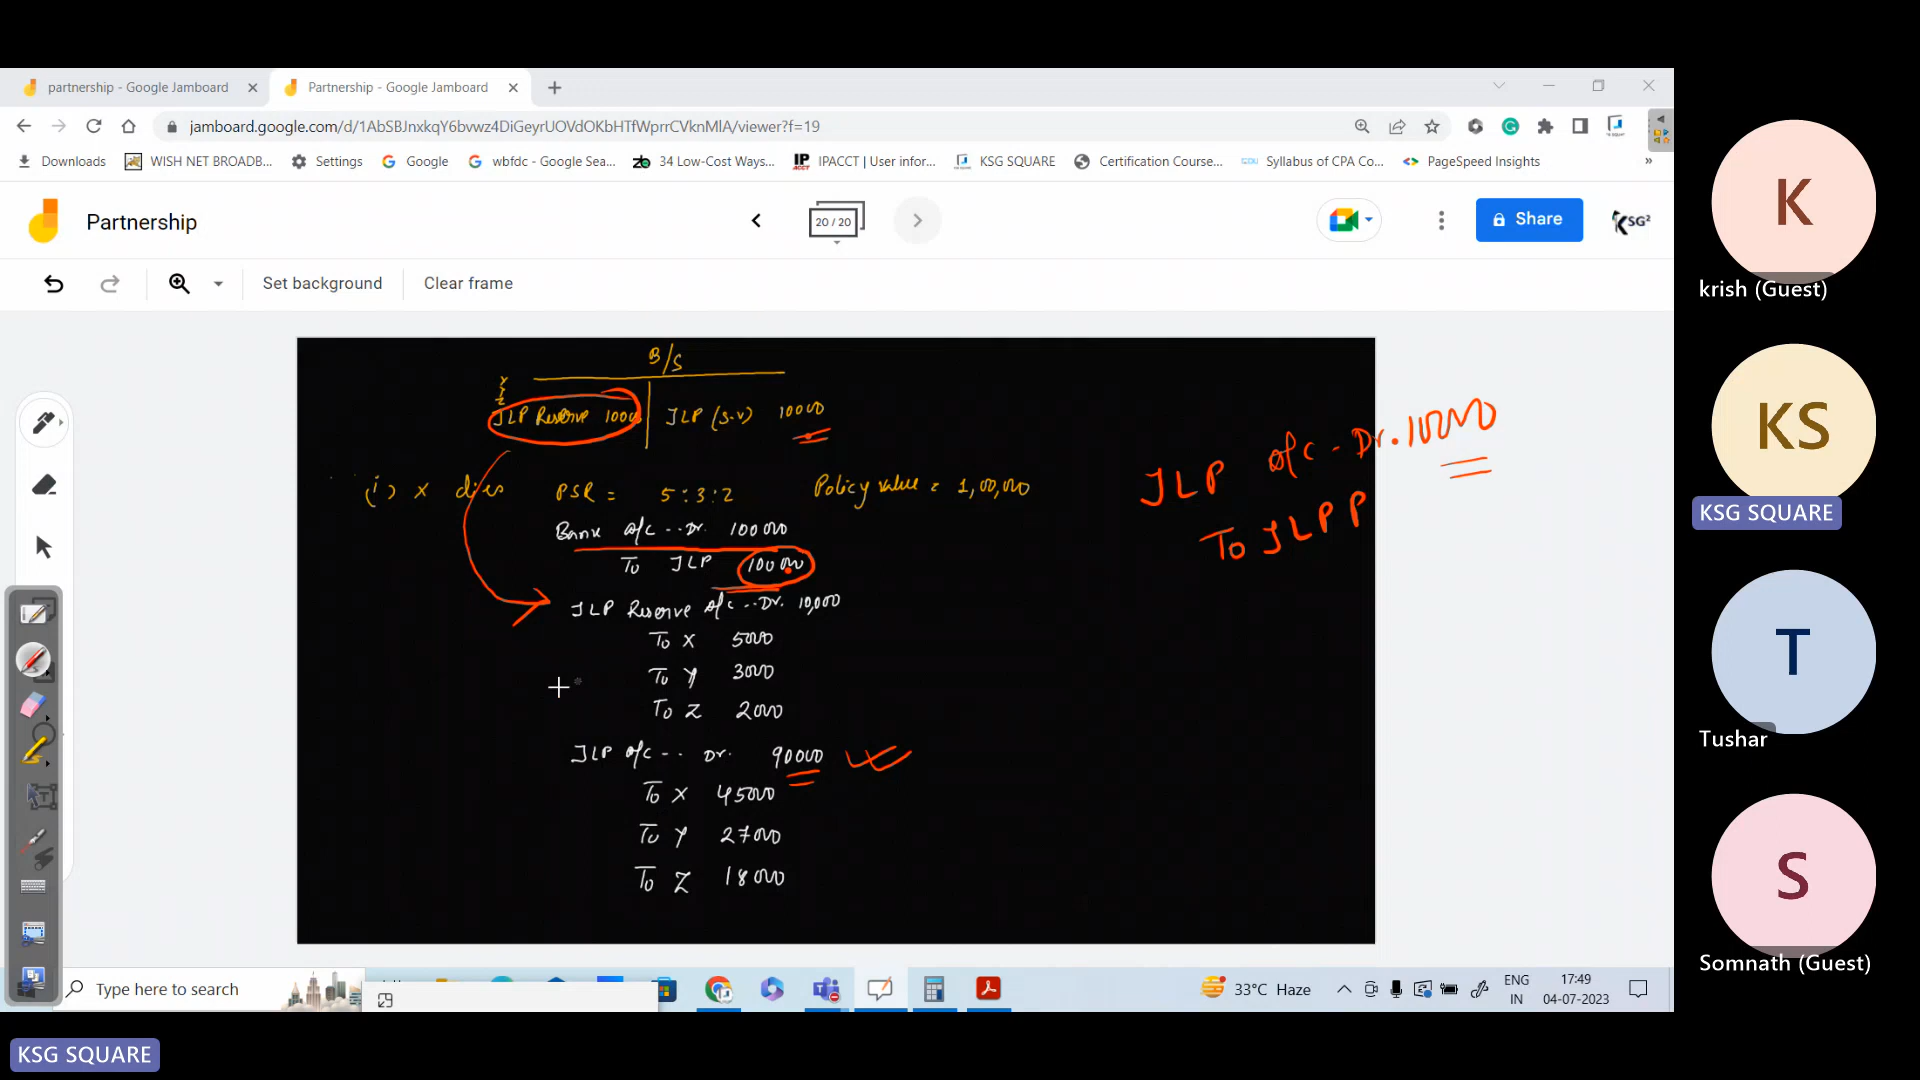 partnership - Google Jamboard
Partnership - Google Jamboard
jamboard.google.com/d/1AbSBJnxkqY6bvwz4DiGeyrUOVdOKbHTfWprrCVknMIA/viewer?f=19
Downloads WISH NET BROADB... Settings Google wbfdc - Google Sea... 34 Low-Cost Ways... IPACCT | User infor... KSG SQUARE Certification Course... Syllabus of CPA Co... PageSpeed Insights »
Partnership
20 / 20
Share
KSG²
Set background
Clear frame
B/S
JLP Reserve 10000 JLP (S.V) 10000
(i) X dies PSR = 5:3:2 Policy value = 1,00,000
Bank a/c -- Dr. 100000
To JLP 100000
JLP Reserve a/c -- Dr. 10,000
To X 5000
To Y 3000
To Z 2000
JLP a/c -- Dr. 90000
To X 45000
To Y 27000
To Z 18000
JLP a/c - Dr. 10000
To JLPP
K
krish (Guest)
KS
KSG SQUARE
T
Tushar
S
Somnath (Guest)
Type here to search
33°C Haze
ENG
IN
17:49
04-07-2023
KSG SQUARE